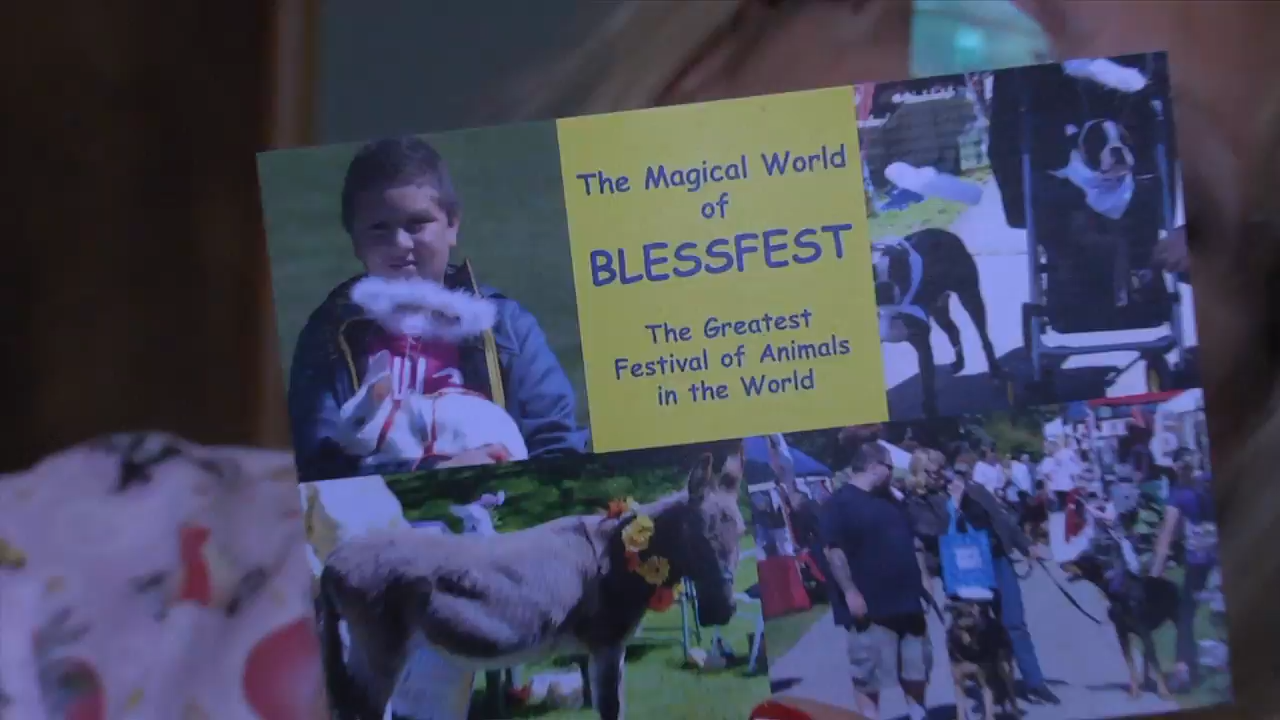 The Magical World
of
BLESSFEST
The Greatest
Festival of Animals
in the World